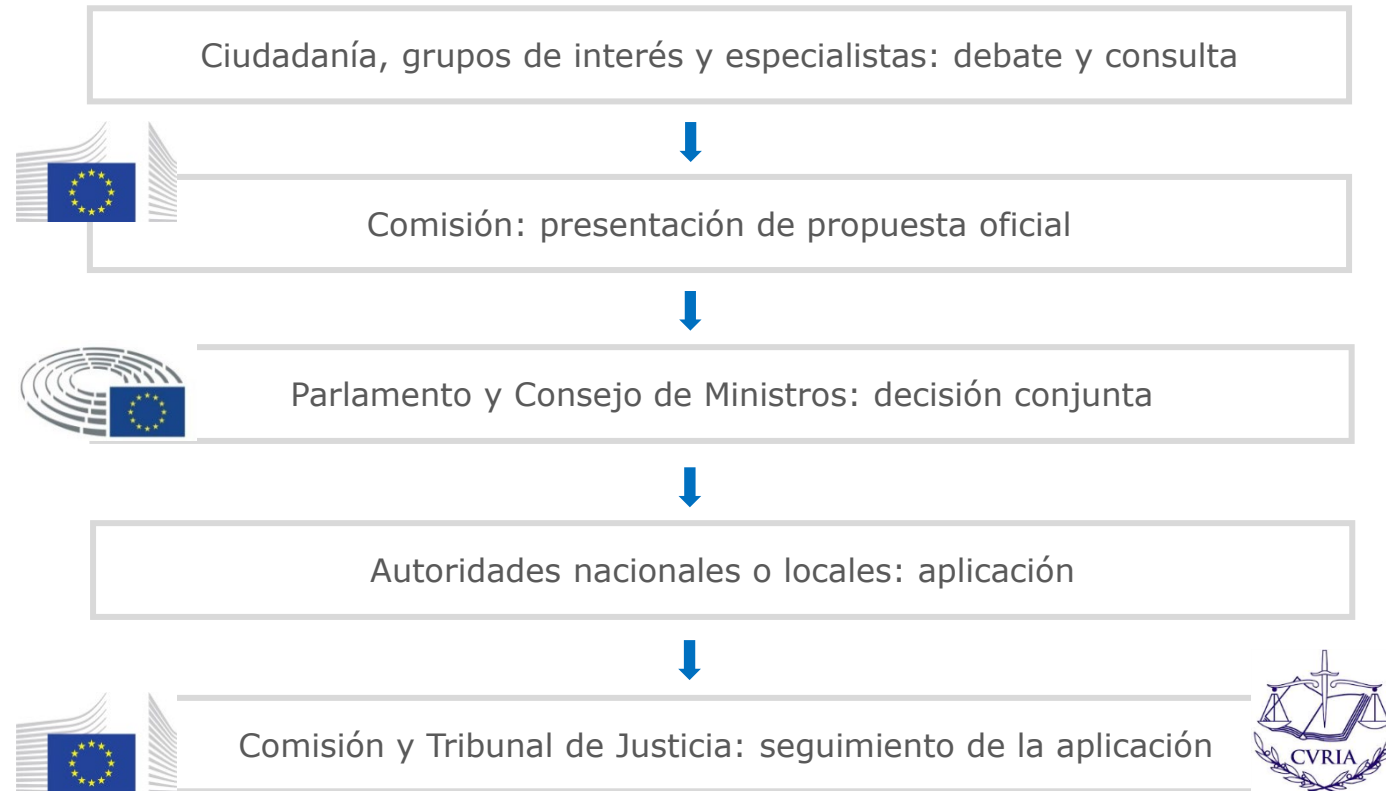 Ciudadanía, grupos de interés y especialistas: debate y consulta
Comisión: presentación de propuesta oficial
Parlamento y Consejo de Ministros: decisión conjunta
Autoridades nacionales o locales: aplicación
Comisión y Tribunal de Justicia: seguimiento de la aplicación
CVRIA